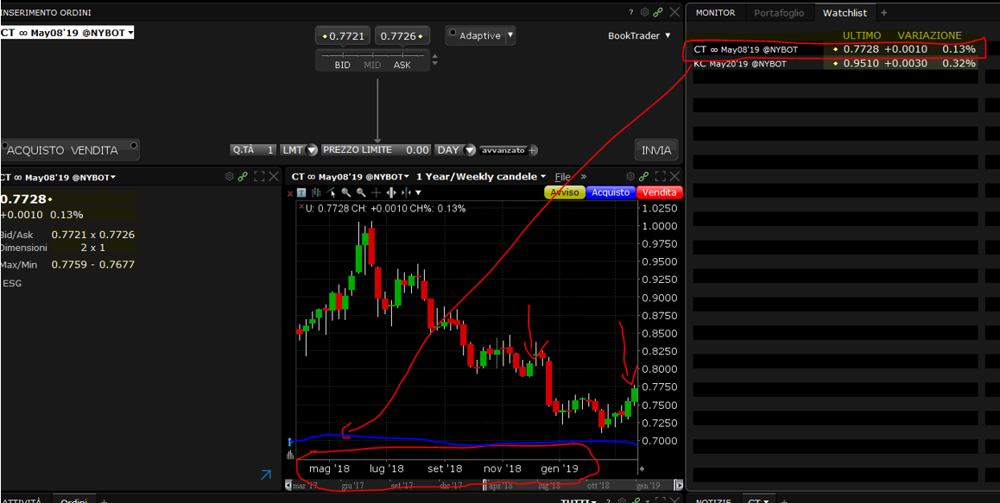 INSERIMENTO ORDINI
?
CT ∞ May08'19 @NYBOT
0.7721
0.7726
Adaptive
BookTrader
BID MID ASK
ACQUISTO VENDITA
Q.TÀ 1 LMT PREZZO LIMITE 0.00 DAY avvanzato +
INVIA
MONITOR Portafoglio Watchlist +
ULTIMO VARIAZIONE
CT ∞ May08'19 @NYBOT 0.7728 +0.0010 0.13%
KC May20'19 @NYBOT 0.9510 +0.0030 0.32%
CT ∞ May08'19 @NYBOT
0.7728
+0.0010 0.13%
Bid/Ask 0.7721 x 0.7726
Dimensioni 2 x 1
Max/Min 0.7759 - 0.7677
ESG
CT ∞ May08'19 @NYBOT 1 Year/Weekly candele File »
Avviso Acquisto Vendita
U: 0.7728 CH: +0.0010 CH%: 0.13%
1.0250
1.0000
0.9750
0.9500
0.9250
0.9000
0.8750
0.8500
0.8250
0.8000
0.7750
0.7500
0.7250
0.7000
mag '18 lug '18 set '18 nov '18 gen '19
mar '17 giu '17 set '17 dic '17 apr '18 lug '18 ott '18 gen '19
ATTIVITÀ Ordini +
TUTTI ?
NOTIZIE CT +